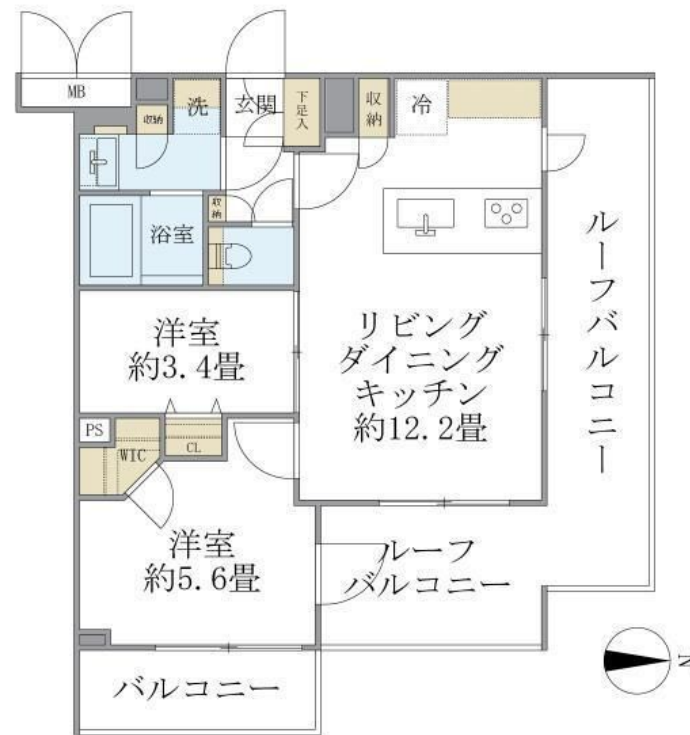 MB
収納
洗
玄関
下足入
収納
冷
収納
浴室
洋室
約3.4畳
リビング
ダイニング
キッチン
約12.2畳
ルーフバルコニー
PS
WIC
CL
洋室
約5.6畳
ルーフ
バルコニー
バルコニー
N